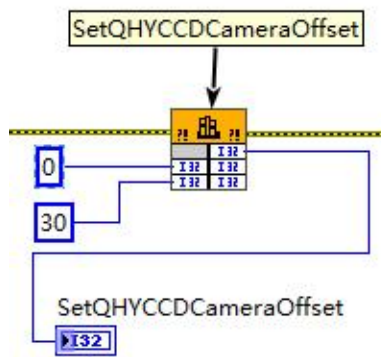 SetQHYCCDCameraOffset
?! ?!
I32
0 I32 I32
30 I32 I32
SetQHYCCDCameraOffset
I32